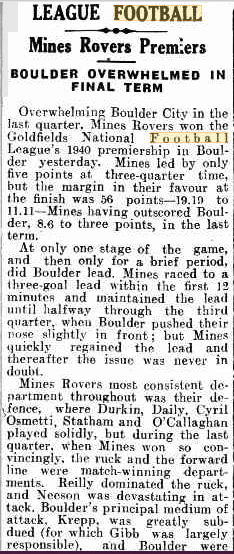 LEAGUE FOOTBALL
Mines Rovers Premiers
BOULDER OVERWHELMED IN
FINAL TERM
Overwhelming Boulder City in the
last quarter, Mines Rovers won the
Goldfields National Football
League's 1940 premiership in Boul-
der yesterday. Mines led by only
five points at three-quarter time,
but the margin in their favour at
the finish was 56 points—19.19 to
11.11—Mines having outscored Boul-
der, 8.6 to three points, in the last
term.
At only one stage of the game,
and then only for a brief period,
did Boulder lead. Mines raced to a
three-goal lead within the first 12
minutes and maintained the lead
until halfway through the third
quarter, when Boulder pushed their
nose slightly in front; but Mines
quickly regained the lead and
thereafter the issue was never in
doubt.
Mines Rovers most consistent de-
partment throughout was their de-
fence, where Durkin, Daily, Cyril
Osmetti, Statham and O'Callaghan
played solidly, but during the last
quarter, when Mines won so con-
vincingly, the ruck and the forward
line were match-winning depart-
ments. Reilly dominated the ruck,
and Neeson was devastating in at-
tack. Boulder's principal medium of
attack, Krepp, was greatly sub-
dued (for which Gibb was largely
responsible), and Boulder were